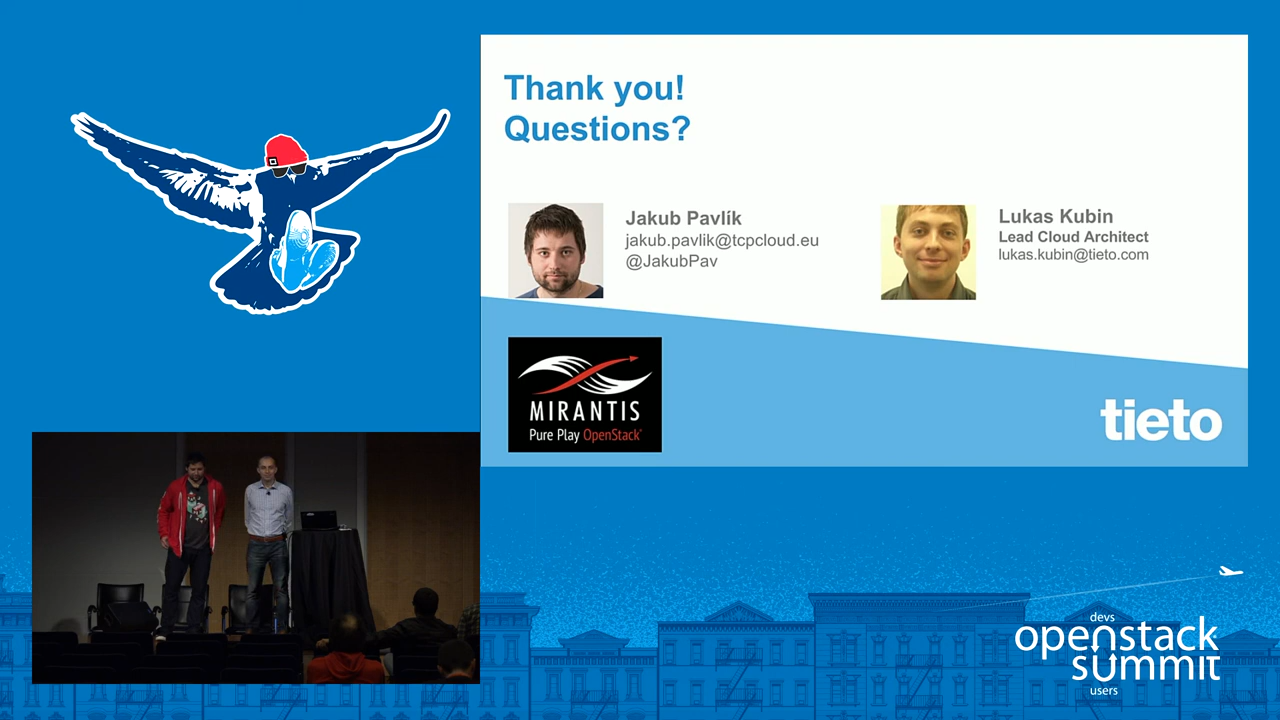 Thank you!
Questions?
Jakub Pavlík
jakub.pavlik@tcpcloud.eu
@JakubPav
Lukas Kubin
Lead Cloud Architect
lukas.kubin@tieto.com
MIRANTIS
Pure Play OpenStack
tieto
devs
openstack
summit
users